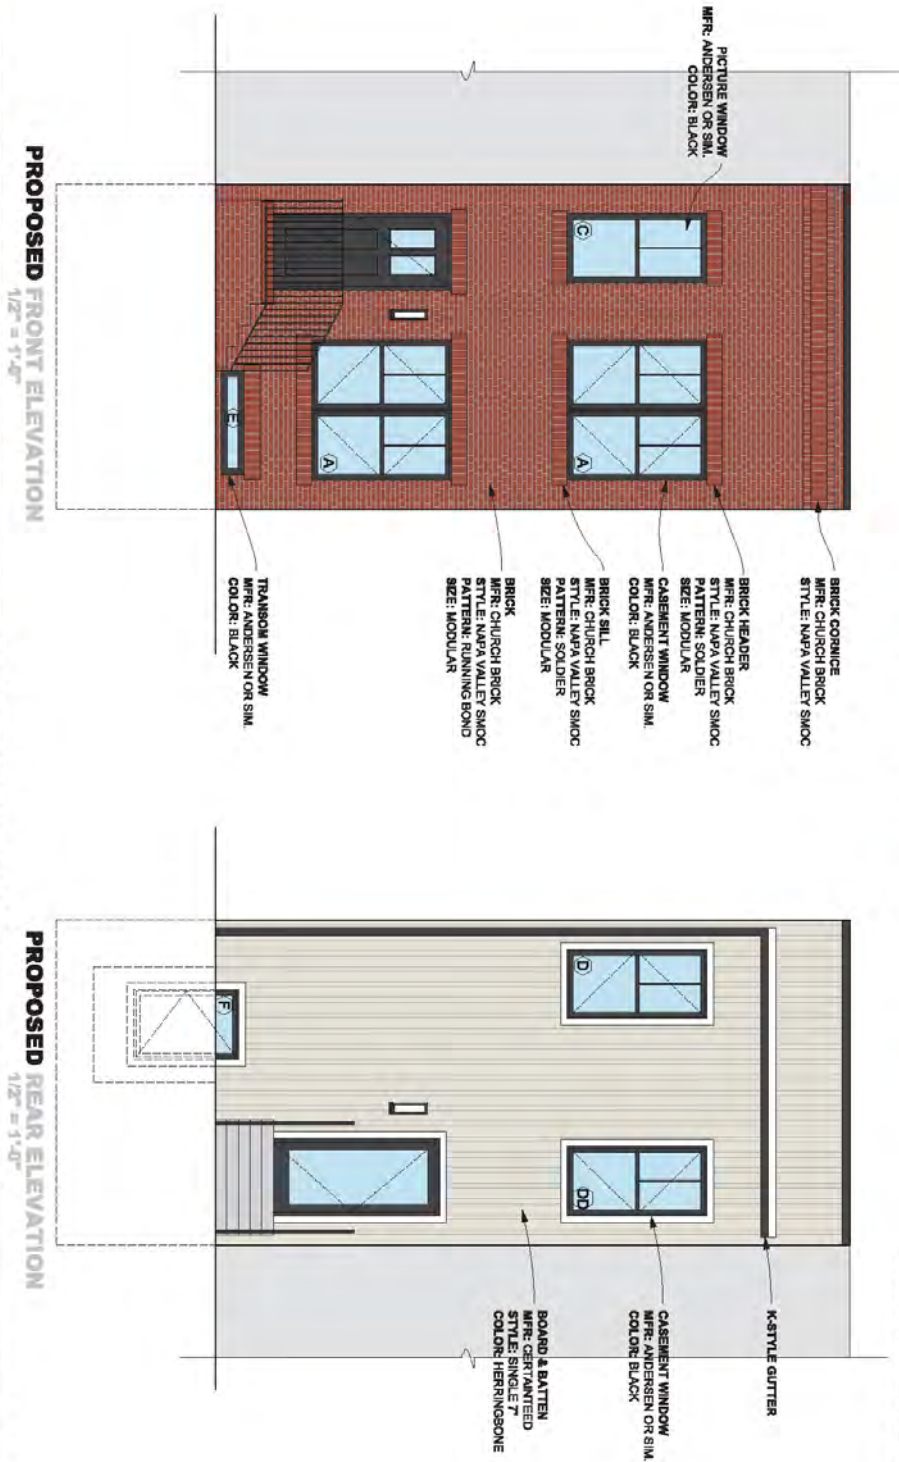 PICTURE WINDOW
MFR: ANDERSEN OR SIM.
COLOR: BLACK
C
A
A
E
BRICK CORNICE
MFR: CHURCH BRICK
STYLE: NAPA VALLEY SMOC
BRICK HEADER
MFR: CHURCH BRICK
STYLE: NAPA VALLEY SMOC
PATTERN: SOLDIER
SIZE: MODULAR
CASEMENT WINDOW
MFR: ANDERSEN OR SIM.
COLOR: BLACK
BRICK SILL
MFR: CHURCH BRICK
STYLE: NAPA VALLEY SMOC
PATTERN: SOLDIER
SIZE: MODULAR
BRICK
MFR: CHURCH BRICK
STYLE: NAPA VALLEY SMOC
PATTERN: RUNNING BOND
SIZE: MODULAR
TRANSOM WINDOW
MFR: ANDERSEN OR SIM.
COLOR: BLACK
PROPOSED FRONT ELEVATION
1/2" = 1'-0"
D
DD
F
K-STYLE GUTTER
CASEMENT WINDOW
MFR: ANDERSEN OR SIM.
COLOR: BLACK
BOARD & BATTEN
MFR: CERTAINTEED
STYLE: SINGLE 7"
COLOR: HERRINGBONE
PROPOSED REAR ELEVATION
1/2" = 1'-0"